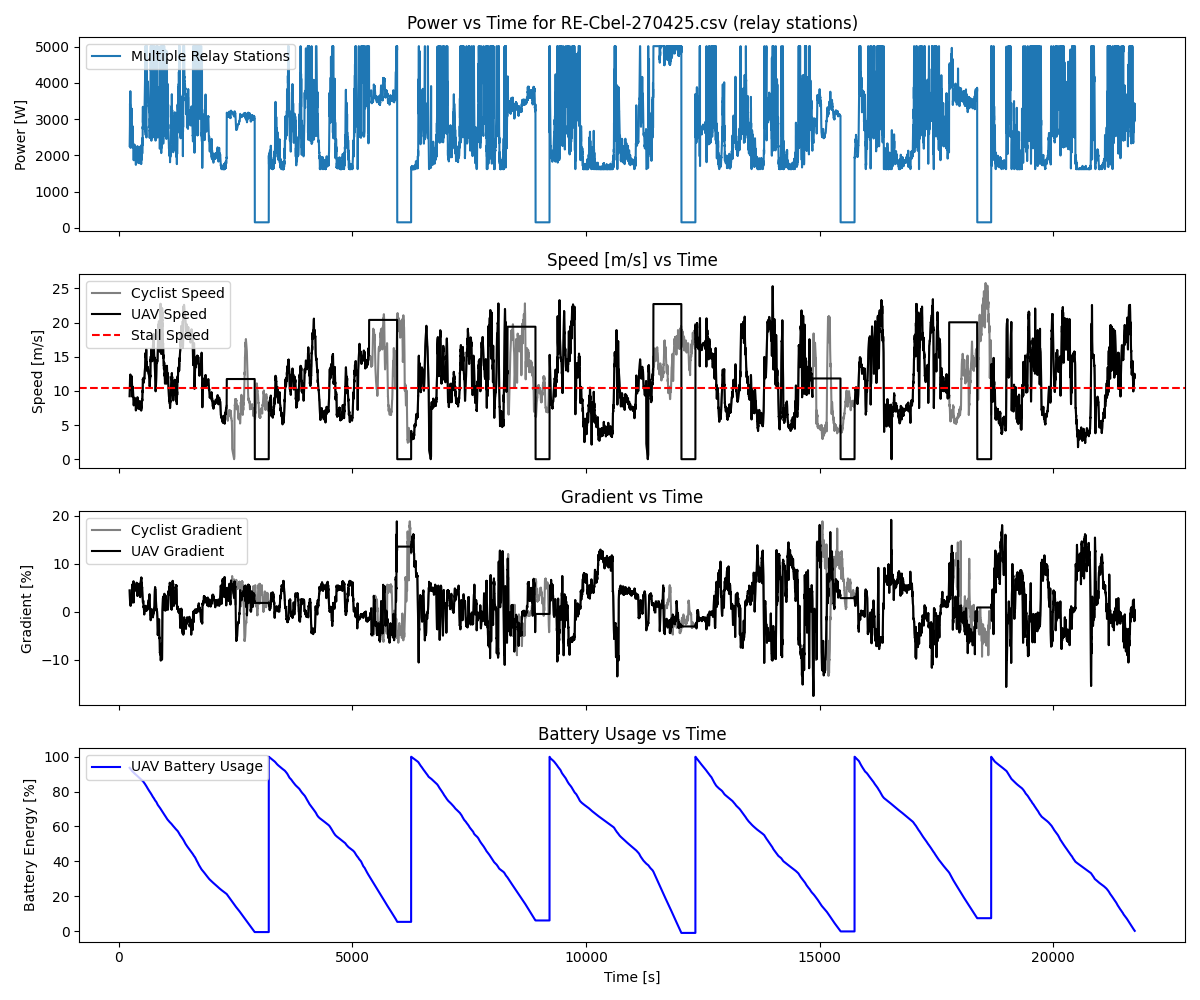 Power vs Time for RE-Cbel-270425.csv (relay stations)
Multiple Relay Stations
Power [W]
5000
4000
3000
2000
1000
0
Speed [m/s] vs Time
Cyclist Speed
UAV Speed
Stall Speed
Speed [m/s]
25
20
15
10
5
0
Gradient vs Time
Cyclist Gradient
UAV Gradient
Gradient [%]
20
10
0
−10
Battery Usage vs Time
UAV Battery Usage
Battery Energy [%]
100
80
60
40
20
0
0 5000 10000 15000 20000
Time [s]